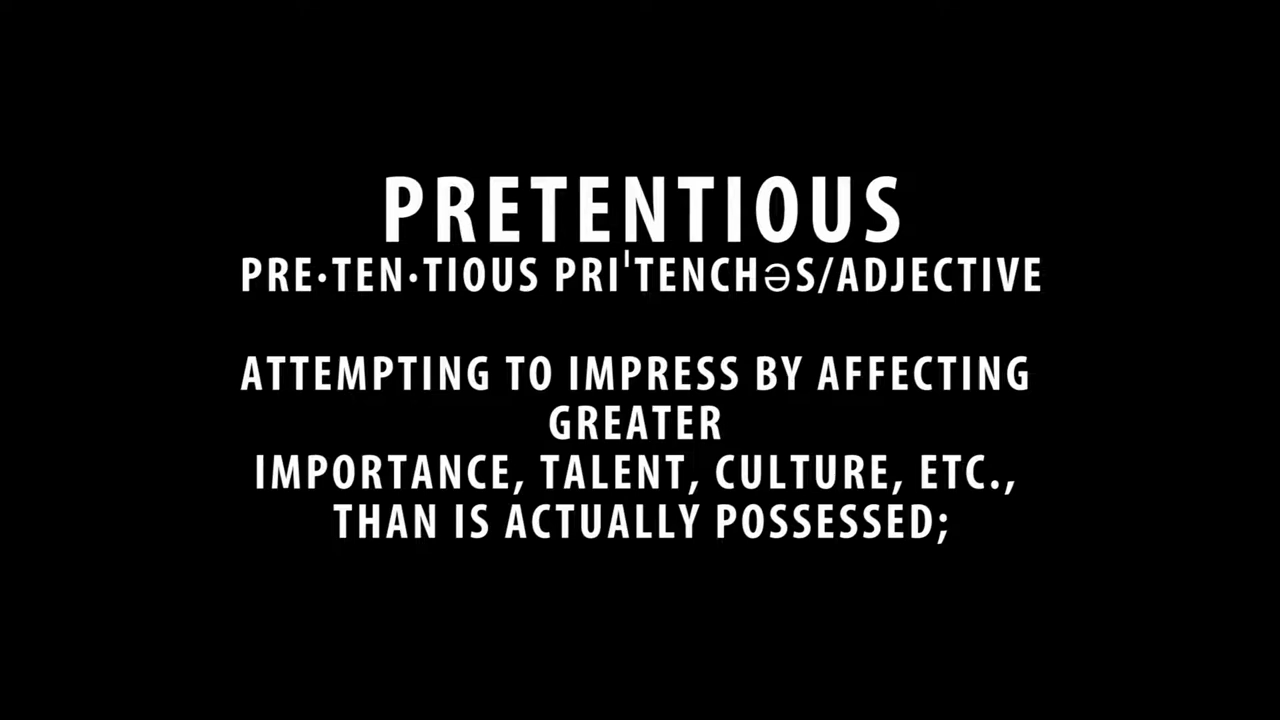 PRETENTIOUS
PRE·TEN·TIOUS PRIˈTENCHəS/ADJECTIVE
ATTEMPTING TO IMPRESS BY AFFECTING
GREATER
IMPORTANCE, TALENT, CULTURE, ETC.,
THAN IS ACTUALLY POSSESSED;